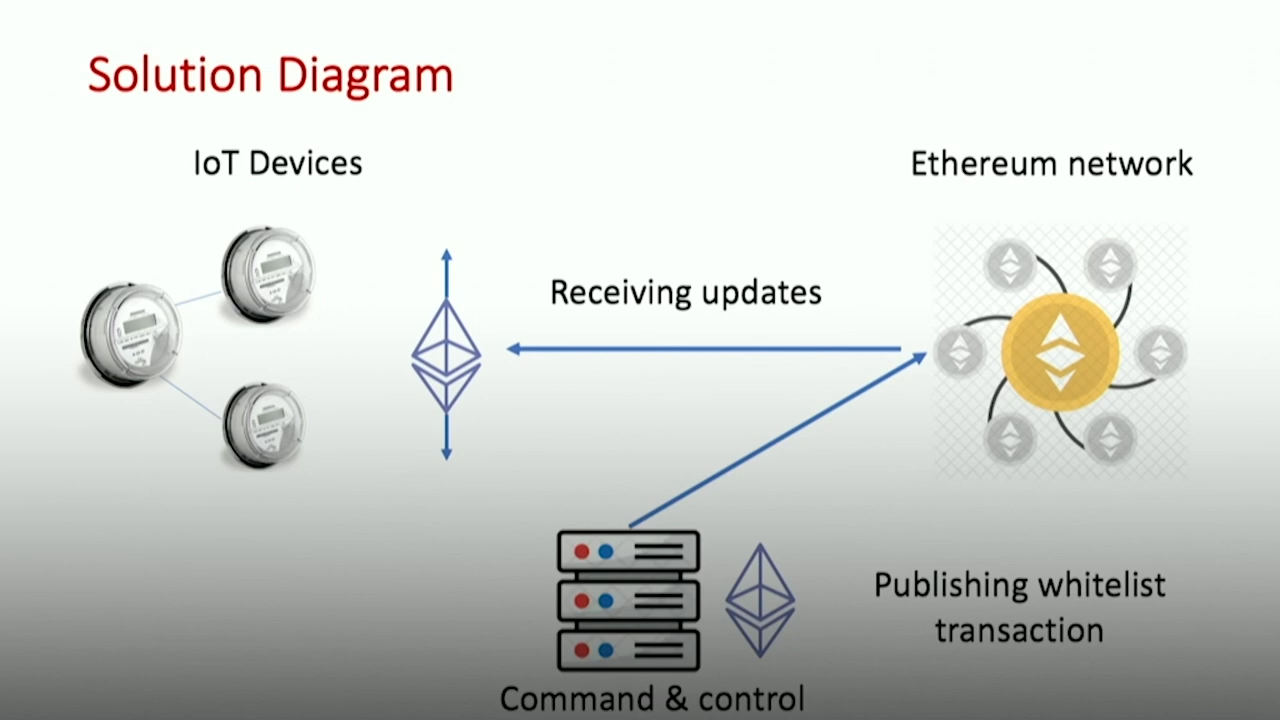 Solution Diagram
IoT Devices
Ethereum network
Receiving updates
Publishing whitelist
transaction
Command & control